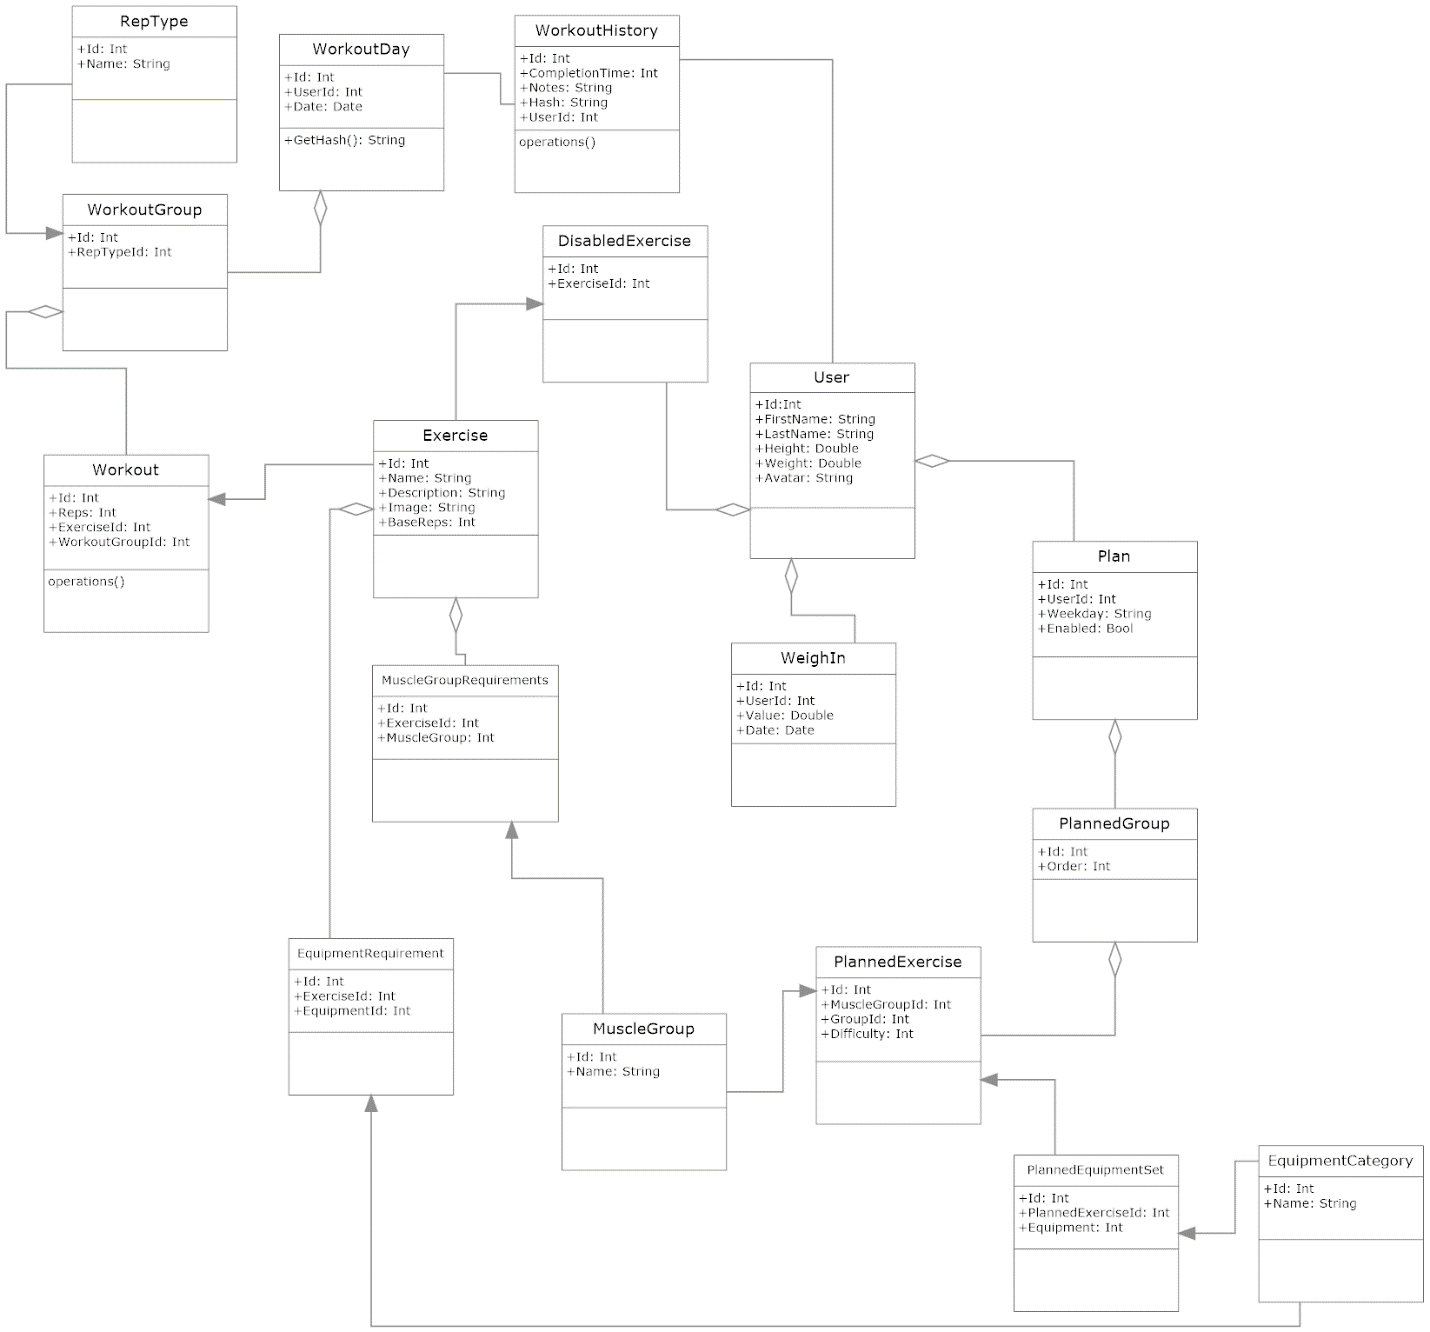 RepType
+Id: Int
+Name: String
WorkoutDay
+Id: Int
+UserId: Int
+Date: Date
+GetHash(): String
WorkoutHistory
+Id: Int
+CompletionTime: Int
+Notes: String
+Hash: String
+UserId: Int
operations()
WorkoutGroup
+Id: Int
+RepTypeId: Int
DisabledExercise
+Id: Int
+ExerciseId: Int
User
+Id:Int
+FirstName: String
+LastName: String
+Height: Double
+Weight: Double
+Avatar: String
Exercise
+Id: Int
+Name: String
+Description: String
+Image: String
+BaseReps: Int
Workout
+Id: Int
+Reps: Int
+ExerciseId: Int
+WorkoutGroupId: Int
operations()
Plan
+Id: Int
+UserId: Int
+Weekday: String
+Enabled: Bool
WeighIn
+Id: Int
+UserId: Int
+Value: Double
+Date: Date
MuscleGroupRequirements
+Id: Int
+ExerciseId: Int
+MuscleGroup: Int
PlannedGroup
+Id: Int
+Order: Int
EquipmentRequirement
+Id: Int
+ExerciseId: Int
+EquipmentId: Int
PlannedExercise
+Id: Int
+MuscleGroupId: Int
+GroupId: Int
+Difficulty: Int
MuscleGroup
+Id: Int
+Name: String
PlannedEquipmentSet
+Id: Int
+PlannedExerciseId: Int
+Equipment: Int
EquipmentCategory
+Id: Int
+Name: String